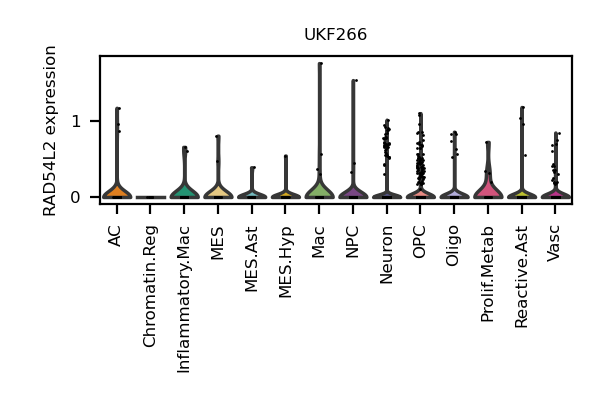 UKF266
RAD54L2 expression
1
0
AC
Chromatin.Reg
Inflammatory.Mac
MES
MES.Ast
MES.Hyp
Mac
NPC
Neuron
OPC
Oligo
Prolif.Metab
Reactive.Ast
Vasc